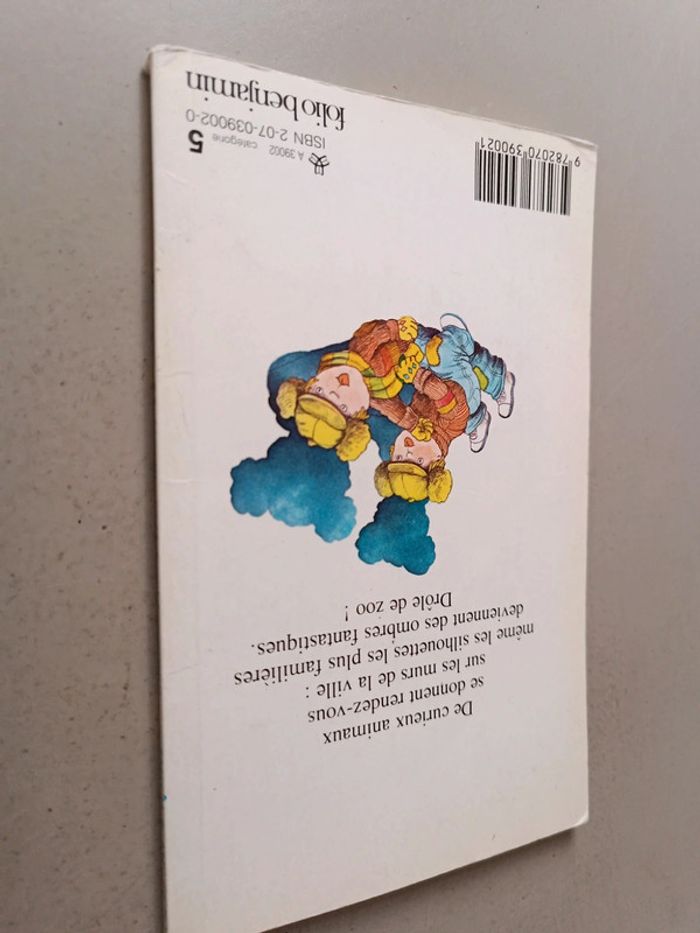 De curieux animaux
se donnent rendez-vous
sur les murs de la ville :
même les silhouettes les plus familières
deviennent des ombres fantastiques.
Drôle de zoo !
A 39002 catégorie 5
ISBN 2-07-039002-0
folio benjamin
9 782070 390021